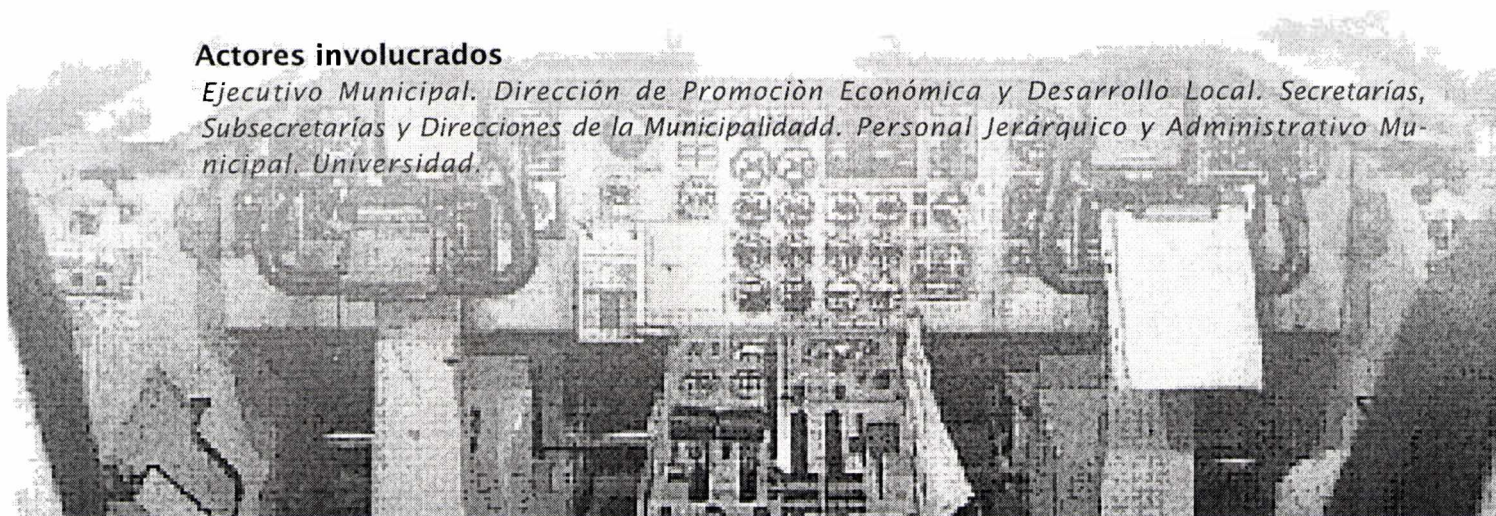 Actores involucrados
Ejecutivo Municipal. Dirección de Promociòn Económica y Desarrollo Local. Secretarías,
Subsecretarías y Direcciones de la Municipalidadd. Personal Jerárquico y Administrativo Mu-
nicipal. Universidad.